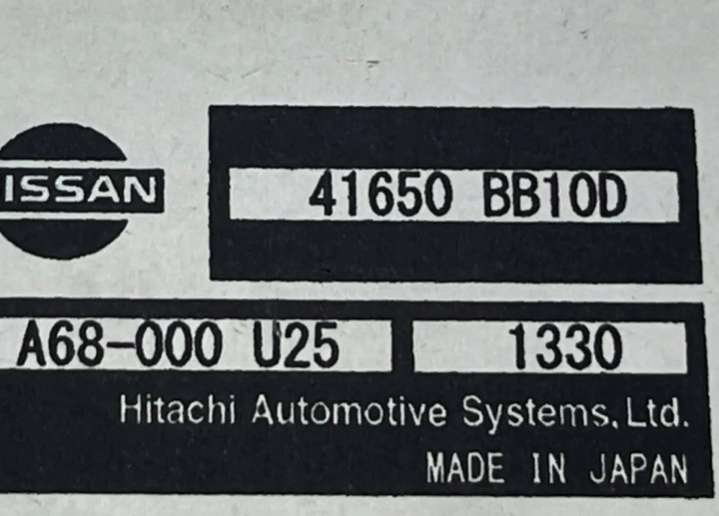 ISSAN
41650 BB10D
A68-000 U25 1330
Hitachi Automotive Systems, Ltd.
MADE IN JAPAN